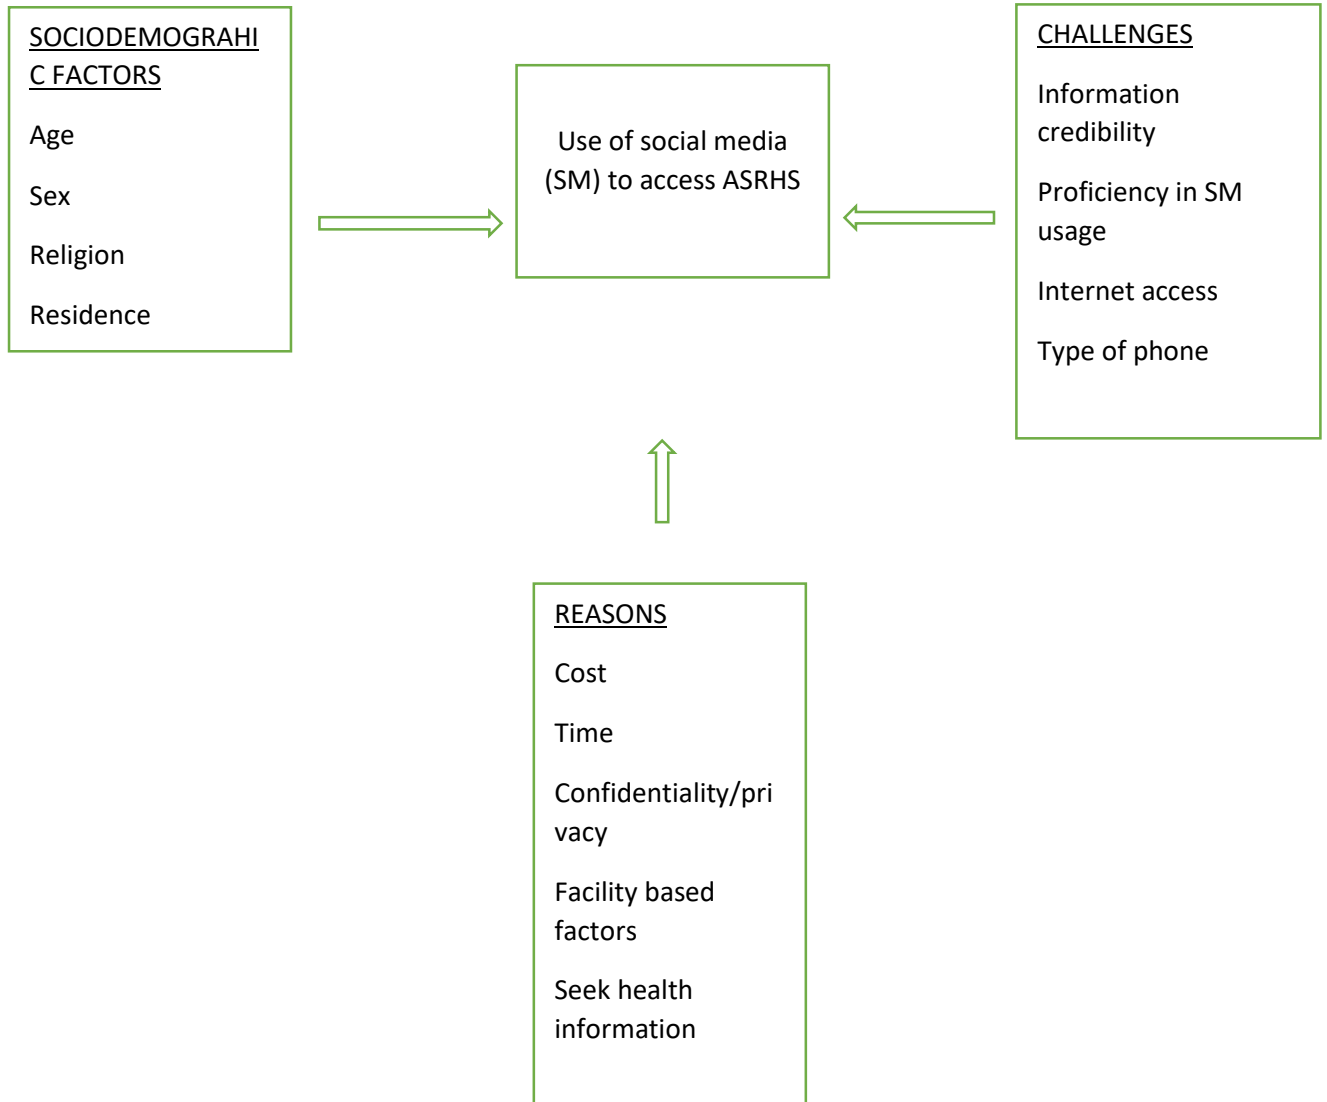 SOCIODEMOGRAHI
C FACTORS
Age
Sex
Religion
Residence
Use of social media
(SM) to access ASRHS
CHALLENGES
Information
credibility
Proficiency in SM
usage
Internet access
Type of phone
REASONS
Cost
Time
Confidentiality/pri
vacy
Facility based
factors
Seek health
information